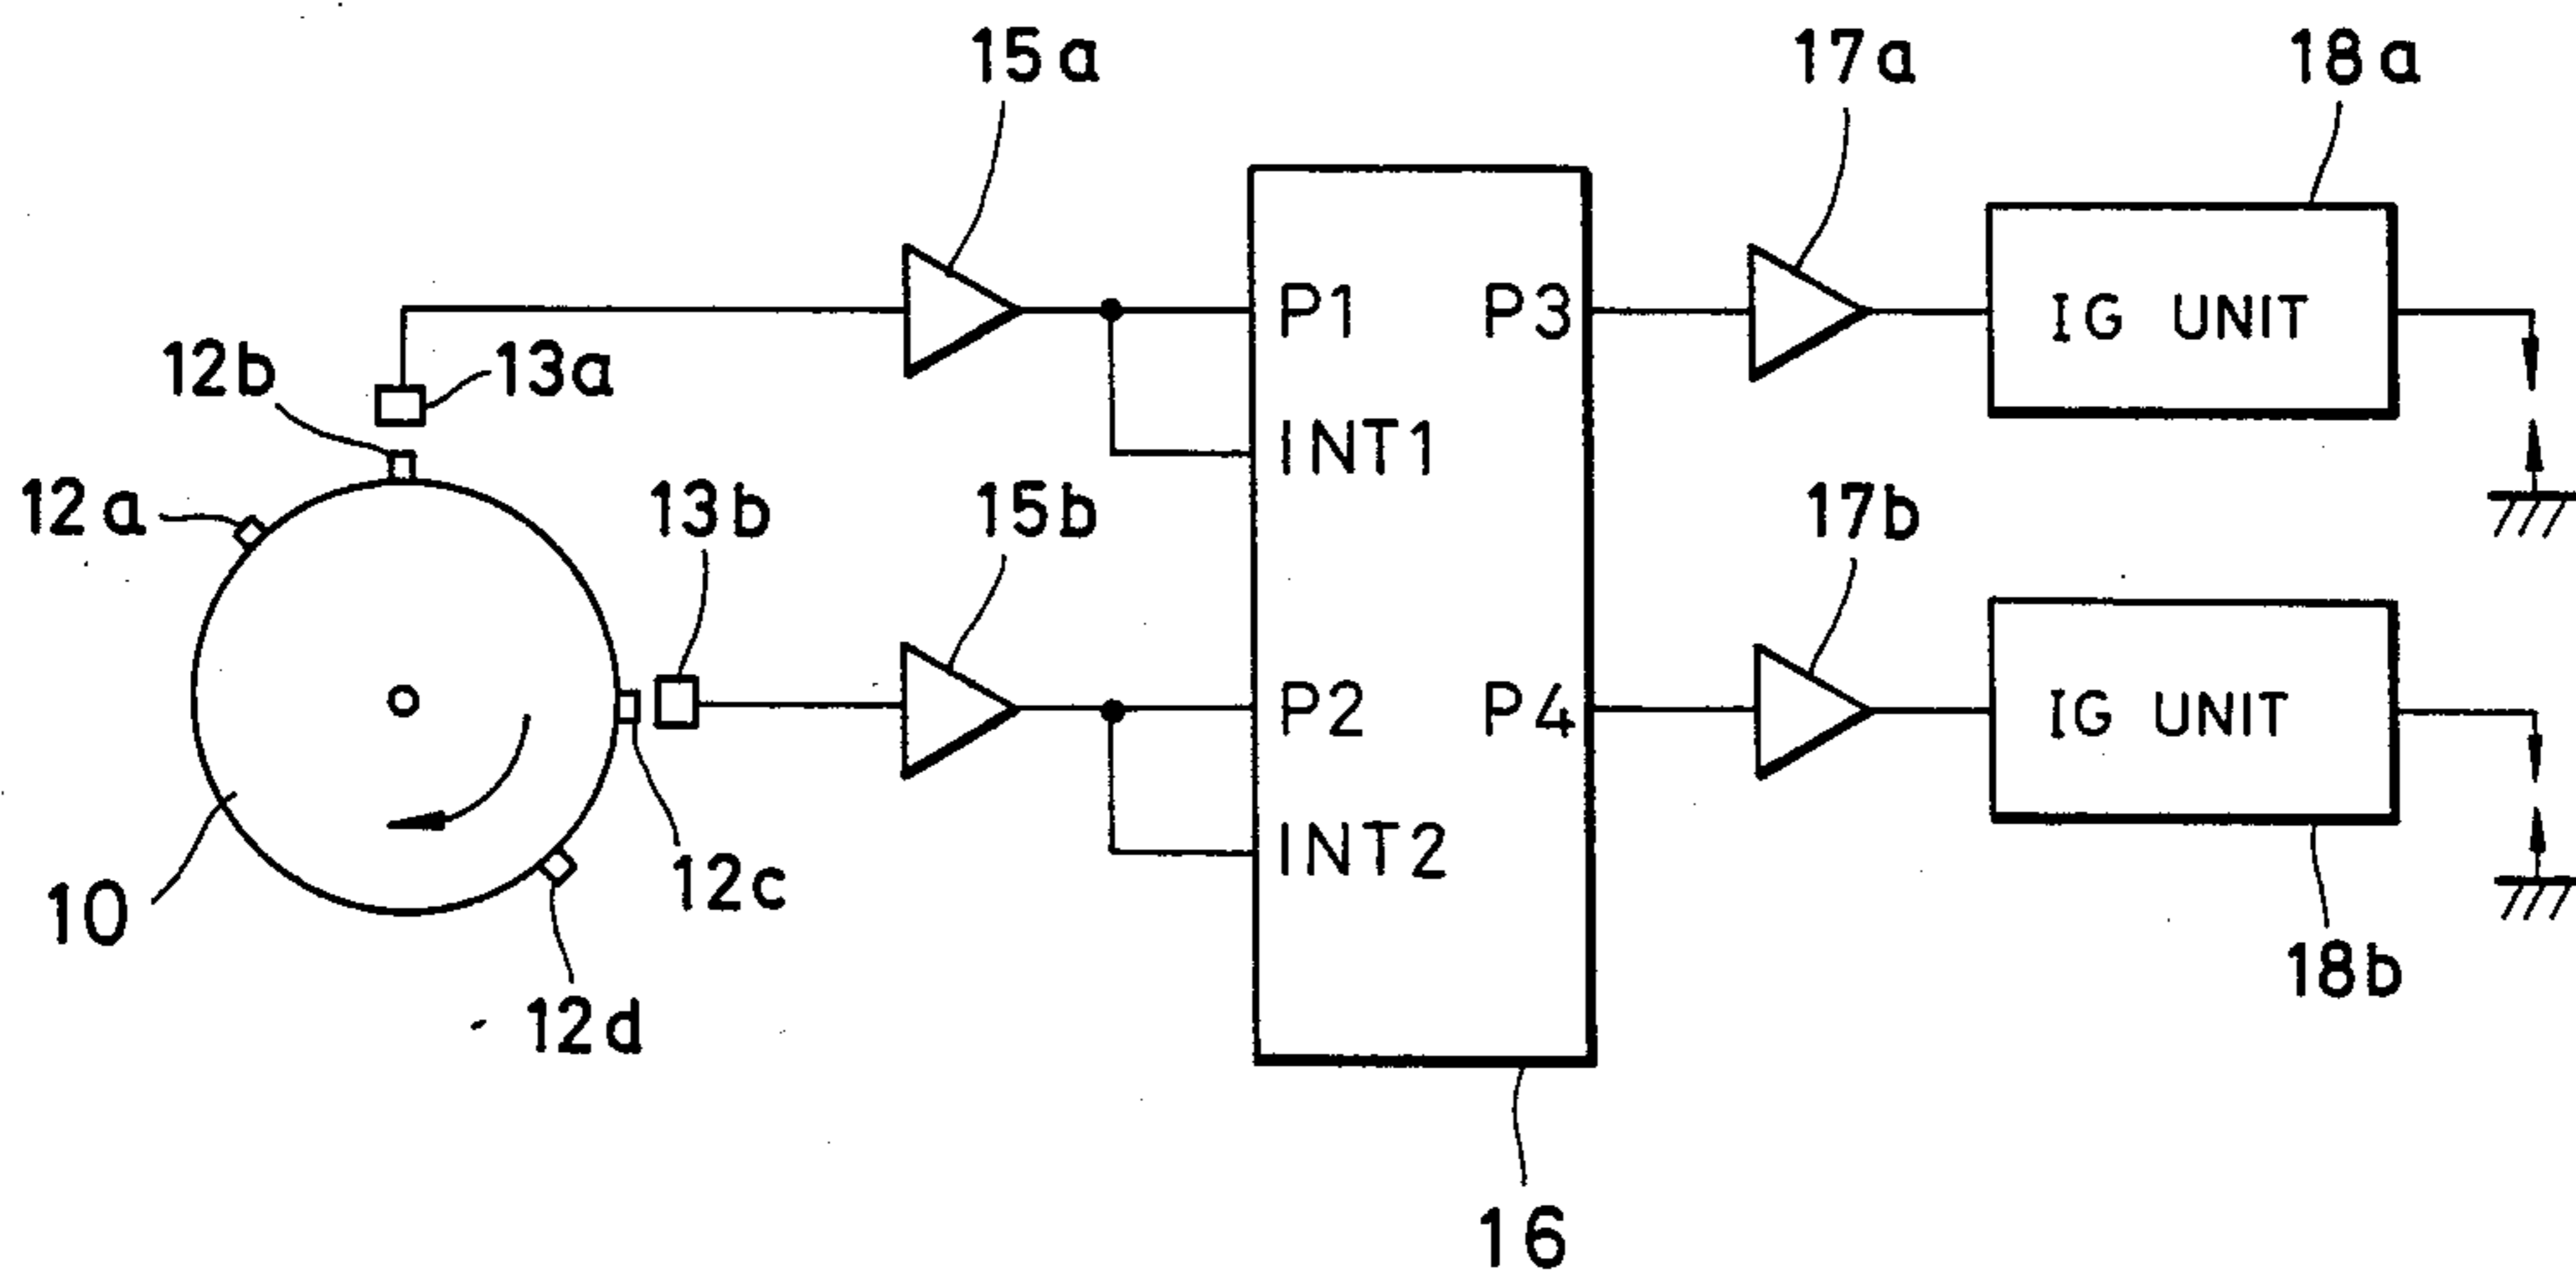 15a
17a
18a
12b
13a
P1
P3
IG UNIT
INT1
12a
13b
15b
17b
P2
P4
IG UNIT
INT2
12c
10
18b
12d
16